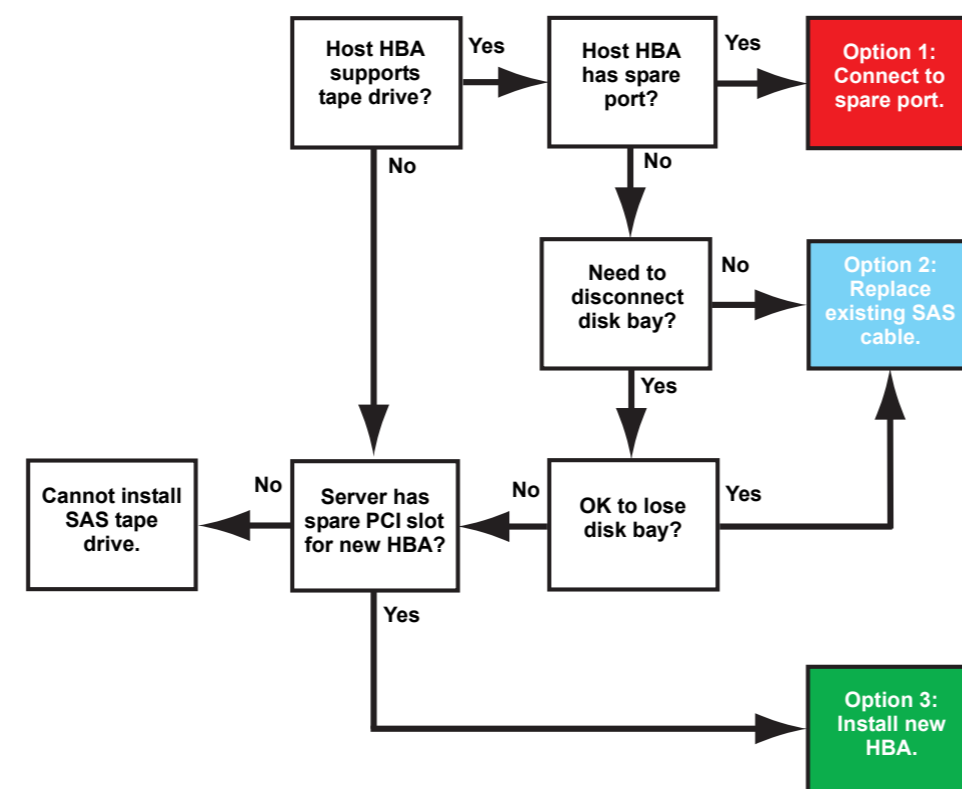 Host HBA
supports
tape drive?
Yes
Host HBA
has spare
port?
Yes
Option 1:
Connect to
spare port.
No
No
Need to
disconnect
disk bay?
No
Option 2:
Replace
existing SAS
cable.
Yes
Cannot install
SAS tape
drive.
No
Server has
spare PCI slot
for new HBA?
No
OK to lose
disk bay?
Yes
Yes
Option 3:
Install new
HBA.